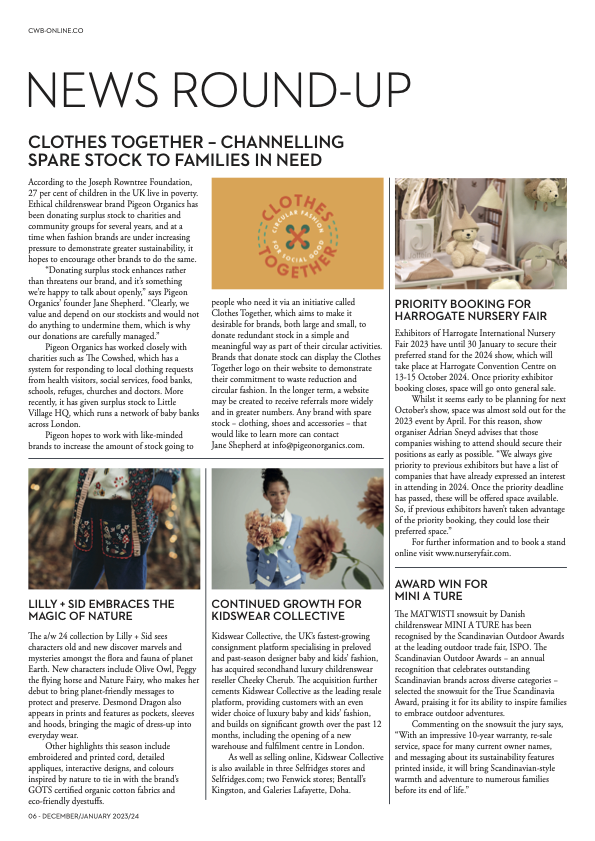 CWB-ONLINE.CO
NEWS ROUND-UP
CLOTHES TOGETHER – CHANNELLING
SPARE STOCK TO FAMILIES IN NEED
According to the Joseph Rowntree Foundation,
27 per cent of children in the UK live in poverty.
Ethical childrenswear brand Pigeon Organics has
been donating surplus stock to charities and
community groups for several years, and at a
time when fashion brands are under increasing
pressure to demonstrate greater sustainability, it
hopes to encourage other brands to do the same.
“Donating surplus stock enhances rather
than threatens our brand, and it’s something
we’re happy to talk about openly,” says Pigeon
Organics’ founder Jane Shepherd. “Clearly, we
value and depend on our stockists and would not
do anything to undermine them, which is why
our donations are carefully managed.”
Pigeon Organics has worked closely with
charities such as The Cowshed, which has a
system for responding to local clothing requests
from health visitors, social services, food banks,
schools, refuges, churches and doctors. More
recently, it has given surplus stock to Little
Village HQ, which runs a network of baby banks
across London.
Pigeon hopes to work with like-minded
brands to increase the amount of stock going to
CLOTHES
CIRCULAR FASHION
FOR SOCIAL GOOD
TOGETHER
people who need it via an initiative called
Clothes Together, which aims to make it
desirable for brands, both large and small, to
donate redundant stock in a simple and
meaningful way as part of their circular activities.
Brands that donate stock can display the Clothes
Together logo on their website to demonstrate
their commitment to waste reduction and
circular fashion. In the longer term, a website
may be created to receive referrals more widely
and in greater numbers. Any brand with spare
stock – clothing, shoes and accessories – that
would like to learn more can contact
Jane Shepherd at info@pigeonorganics.com.
PRIORITY BOOKING FOR
HARROGATE NURSERY FAIR
Exhibitors of Harrogate International Nursery
Fair 2023 have until 30 January to secure their
preferred stand for the 2024 show, which will
take place at Harrogate Convention Centre on
13-15 October 2024. Once priority exhibitor
booking closes, space will go onto general sale.
Whilst it seems early to be planning for next
October’s show, space was almost sold out for the
2023 event by April. For this reason, show
organiser Adrian Sneyd advises that those
companies wishing to attend should secure their
positions as early as possible. “We always give
priority to previous exhibitors but have a list of
companies that have already expressed an interest
in attending in 2024. Once the priority deadline
has passed, these will be offered space available.
So, if previous exhibitors haven’t taken advantage
of the priority booking, they could lose their
preferred space.”
For further information and to book a stand
online visit www.nurseryfair.com.
LILLY + SID EMBRACES THE
MAGIC OF NATURE
The a/w 24 collection by Lilly + Sid sees
characters old and new discover marvels and
mysteries amongst the flora and fauna of planet
Earth. New characters include Olive Owl, Peggy
the flying horse and Nature Fairy, who makes her
debut to bring planet-friendly messages to
protect and preserve. Desmond Dragon also
appears in prints and features as pockets, sleeves
and hoods, bringing the magic of dress-up into
everyday wear.
Other highlights this season include
embroidered and printed cord, detailed
appliques, interactive designs, and colours
inspired by nature to tie in with the brand’s
GOTS certified organic cotton fabrics and
eco-friendly dyestuffs.
CONTINUED GROWTH FOR
KIDSWEAR COLLECTIVE
Kidswear Collective, the UK’s fastest-growing
consignment platform specialising in preloved
and past-season designer baby and kids’ fashion,
has acquired secondhand luxury childrenswear
reseller Cheeky Cherub. The acquisition further
cements Kidswear Collective as the leading resale
platform, providing customers with an even
wider choice of luxury baby and kids’ fashion,
and builds on significant growth over the past 12
months, including the opening of a new
warehouse and fulfilment centre in London.
As well as selling online, Kidswear Collective
is also available in three Selfridges stores and
Selfridges.com; two Fenwick stores; Bentall’s
Kingston, and Galeries Lafayette, Doha.
AWARD WIN FOR
MINI A TURE
The MATWISTI snowsuit by Danish
childrenswear MINI A TURE has been
recognised by the Scandinavian Outdoor Awards
at the leading outdoor trade fair, ISPO. The
Scandinavian Outdoor Awards – an annual
recognition that celebrates outstanding
Scandinavian brands across diverse categories –
selected the snowsuit for the True Scandinavia
Award, praising it for its ability to inspire families
to embrace outdoor adventures.
Commenting on the snowsuit the jury says,
“With an impressive 10-year warranty, re-sale
service, space for many current owner names,
and messaging about its sustainability features
printed inside, it will bring Scandinavian-style
warmth and adventure to numerous families
before its end of life.”
06 - DECEMBER/JANUARY 2023/24